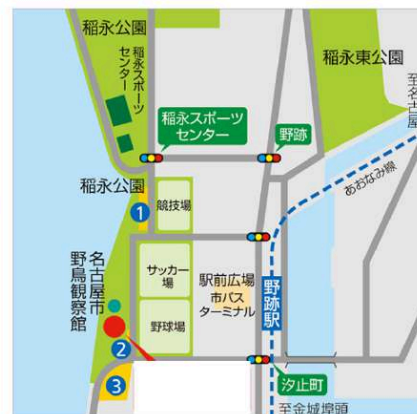 稲永公園
稲永スポーツ
センター
稲永東公園
至名古屋
稲永スポーツ
センター
野跡
あおなみ線
稲永公園
1
競技場
名古屋市
野鳥観察館
サッカー
場
駅前広場
市バス
ターミナル
野跡駅
野球場
2
3
汐止町
至金城埠頭